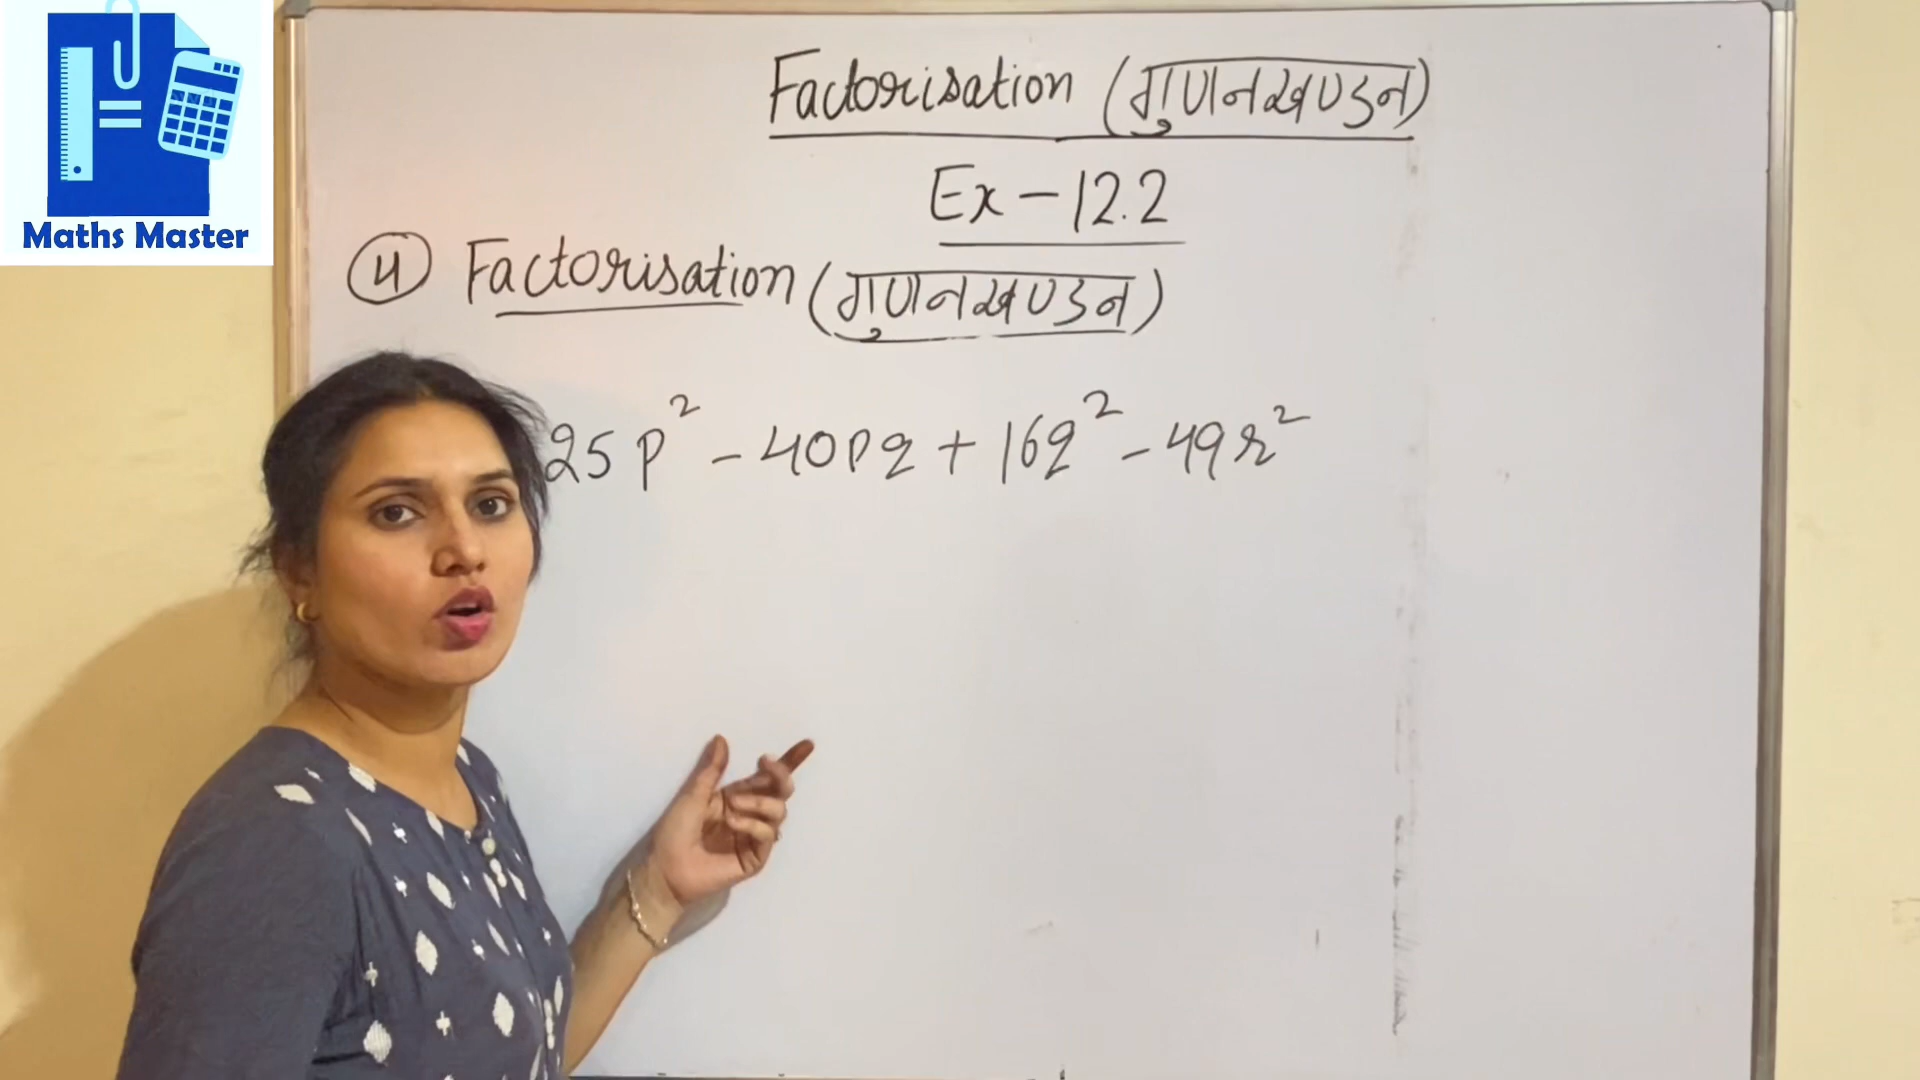 Maths Master
Factorisation (गुणनखण्डन)
Ex - 12.2
④ Factorisation (गुणनखण्डन)
25p² - 40pq + 16q² - 49r²